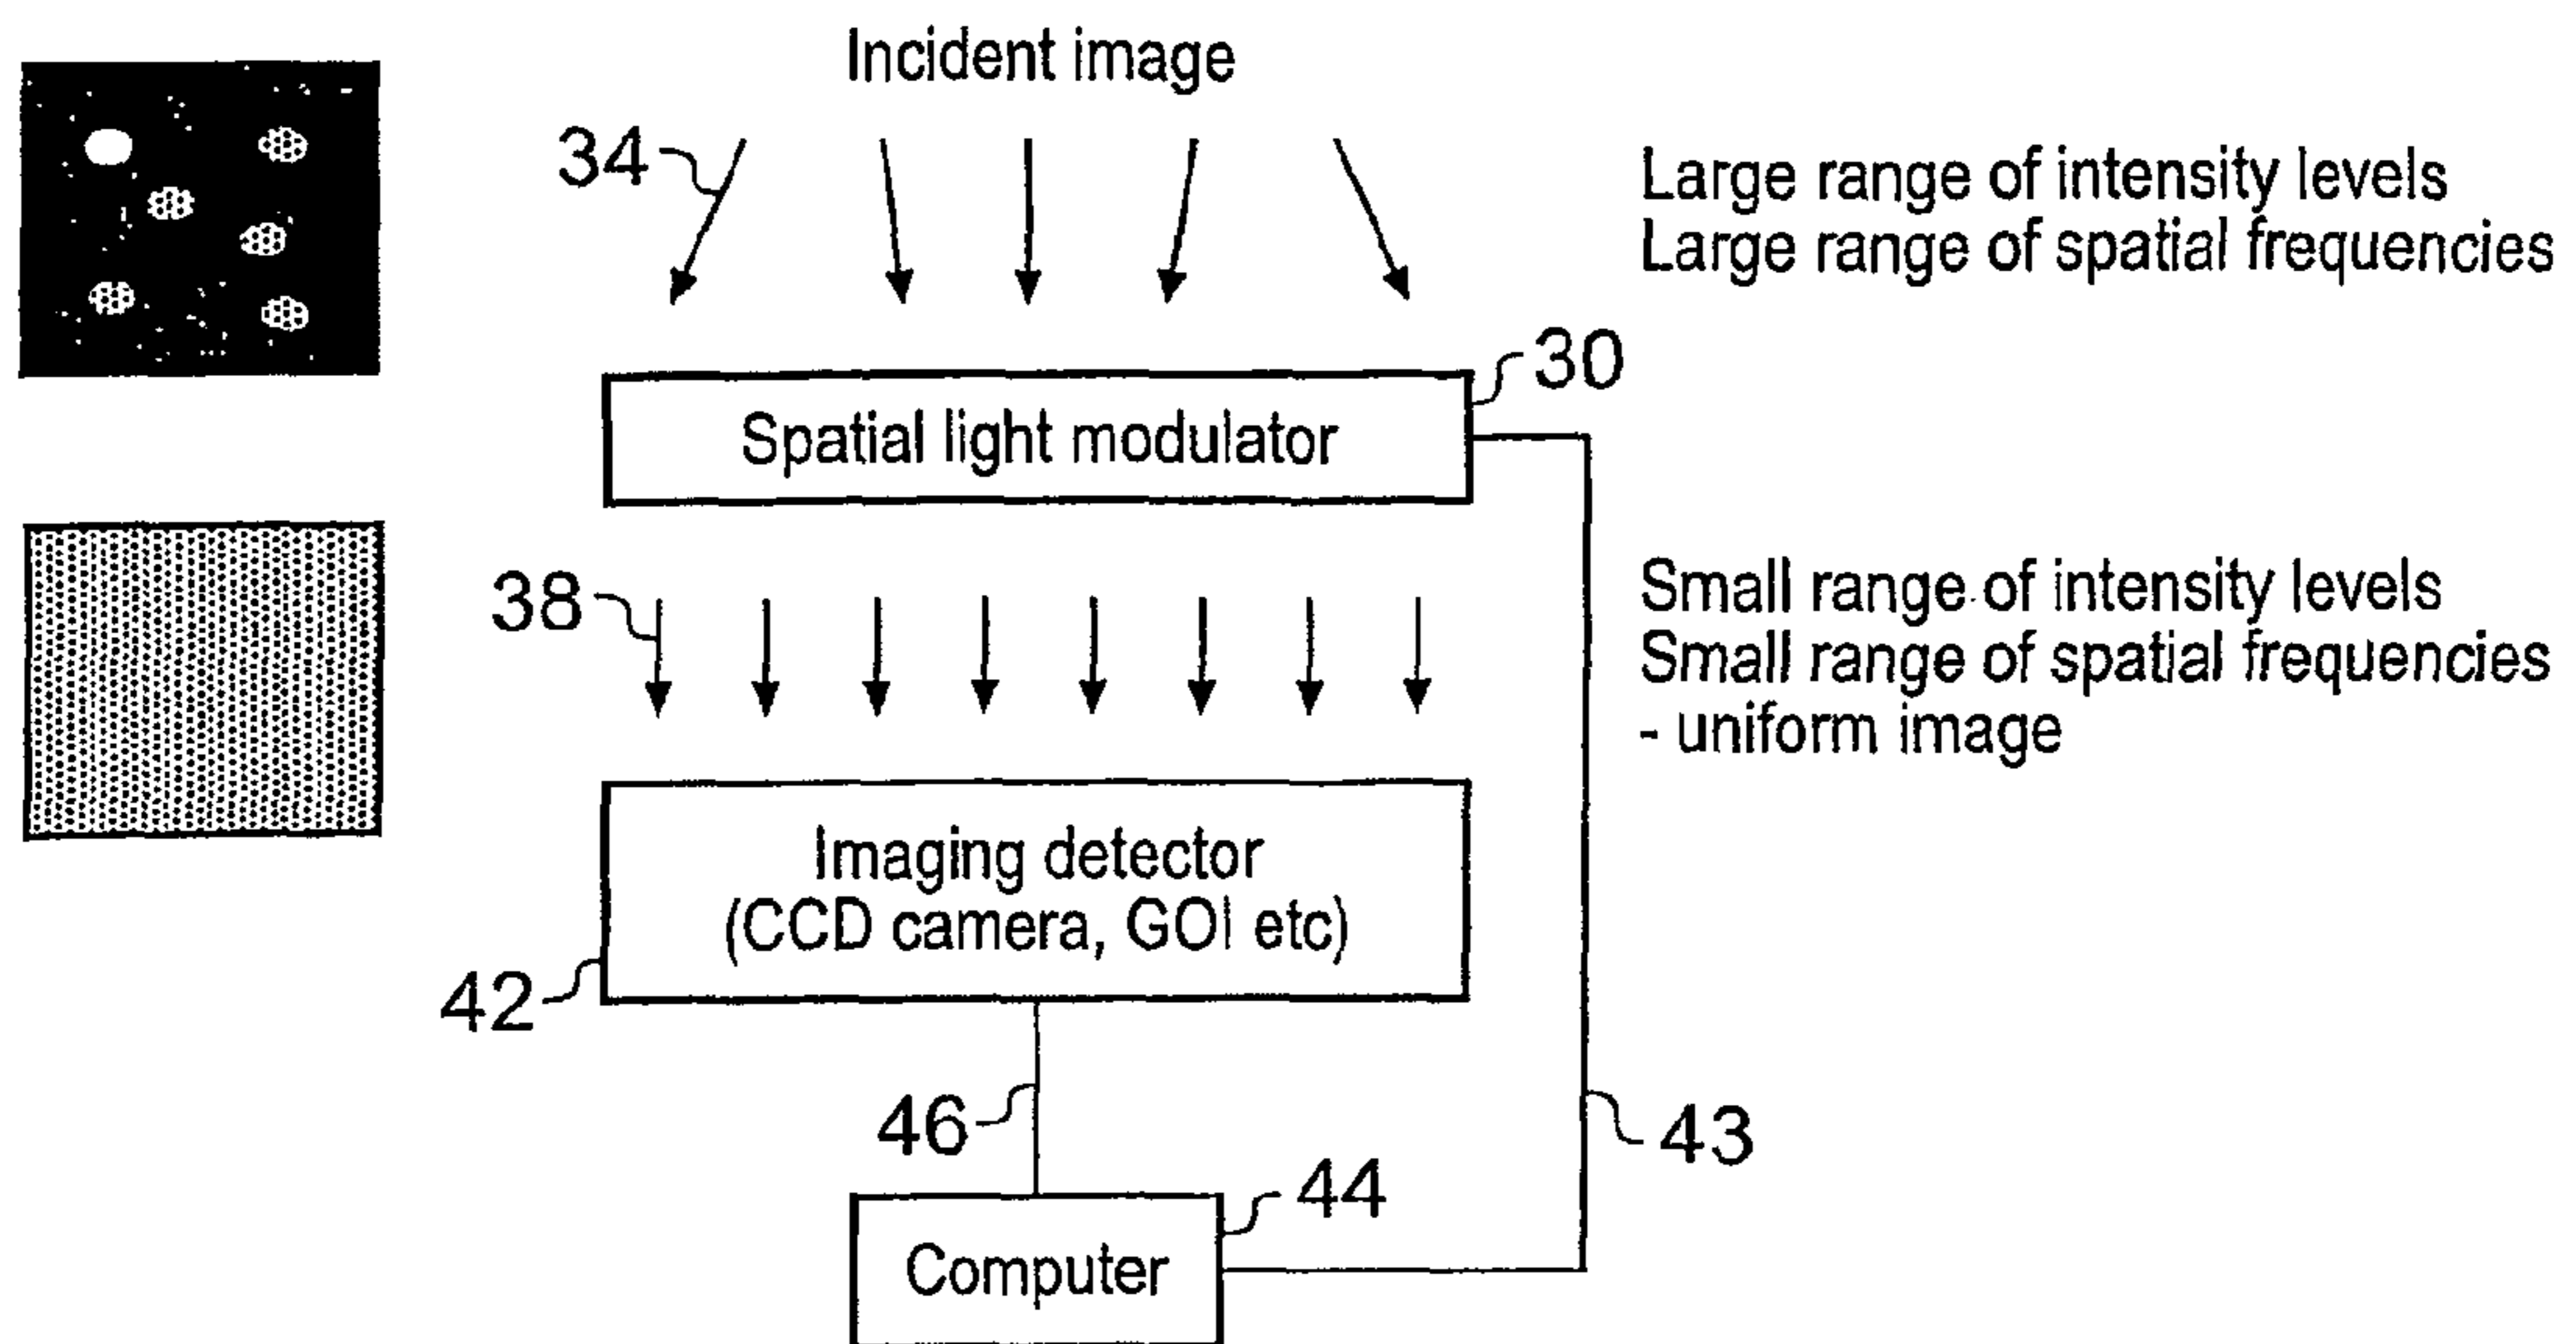 Incident image
34
Large range of intensity levels
Large range of spatial frequencies
30
Spatial light modulator
38
Small range of intensity levels
Small range of spatial frequencies
- uniform image
Imaging detector
(CCD camera, GOI etc)
42
46
43
44
Computer